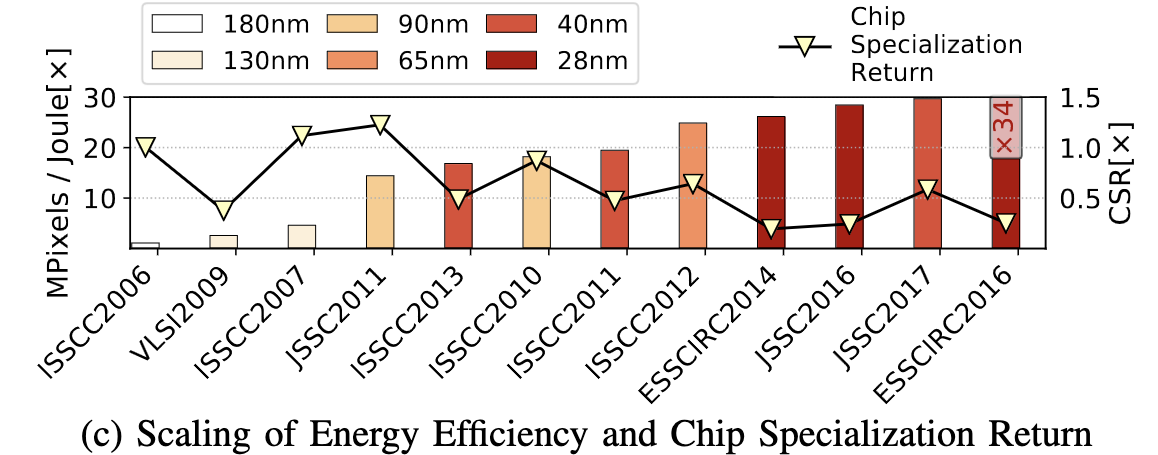 180nm 90nm 40nm
130nm 65nm 28nm
Chip
Specialization
Return
MPixels / Joule[×]
30
20
10
1.5
1.0
0.5
CSR[×]
×34
ISSCC2006
VLSI2009
ISSCC2007
JSSC2011
ISSCC2013
ISSCC2010
ISSCC2011
ISSCC2012
ESSCIRC2014
JSSC2016
JSSC2017
ESSCIRC2016
(c) Scaling of Energy Efficiency and Chip Specialization Return